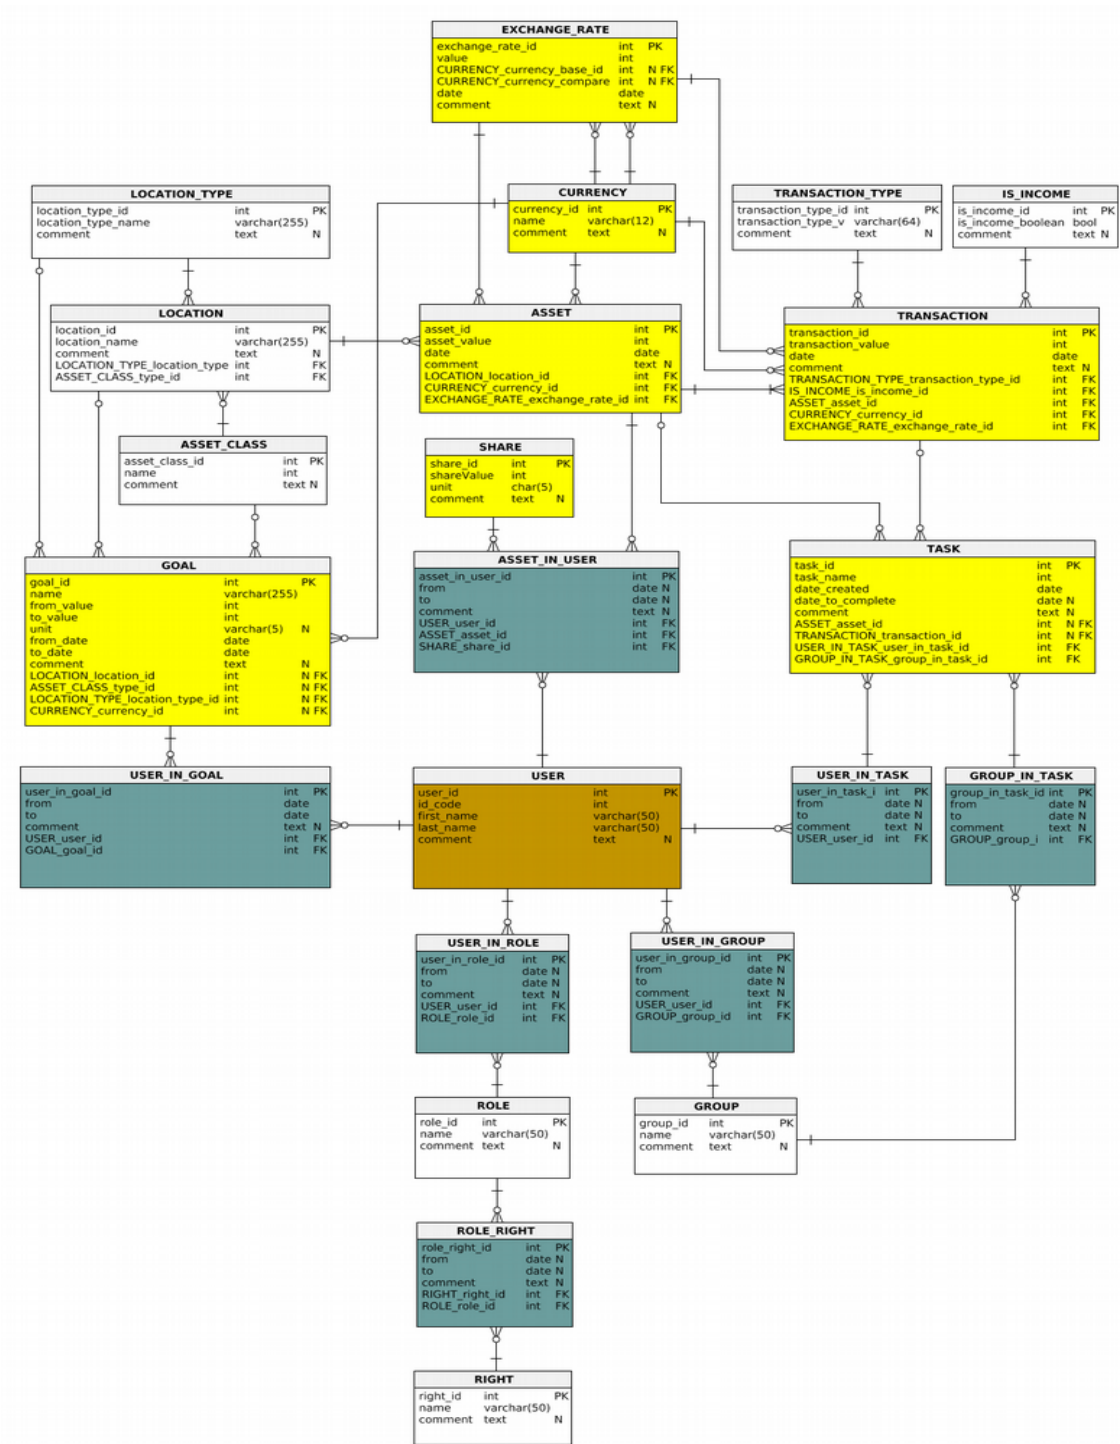 EXCHANGE_RATE
exchange_rate_id int PK
value int
CURRENCY_currency_base_id int N FK
CURRENCY_currency_compare int N FK
date date
comment text N
LOCATION_TYPE
location_type_id int PK
location_type_name varchar(255)
comment text N
CURRENCY
currency_id int PK
name varchar(12)
comment text N
TRANSACTION_TYPE
transaction_type_id int PK
transaction_type_v varchar(64)
comment text N
IS_INCOME
is_income_id int PK
is_income_boolean bool
comment text N
LOCATION
location_id int PK
location_name varchar(255)
comment text N
LOCATION_TYPE_location_type int FK
ASSET_CLASS_type_id int FK
ASSET
asset_id int PK
asset_value int
date date
comment text N
LOCATION_location_id int FK
CURRENCY_currency_id int FK
EXCHANGE_RATE_exchange_rate_id int FK
TRANSACTION
transaction_id int PK
transaction_value int
date date
comment text N
TRANSACTION_TYPE_transaction_type_id int FK
IS_INCOME_is_income_id int FK
ASSET_asset_id int FK
CURRENCY_currency_id int FK
EXCHANGE_RATE_exchange_rate_id int FK
ASSET_CLASS
asset_class_id int PK
name int
comment text N
SHARE
share_id int PK
shareValue int
unit char(5)
comment text N
GOAL
goal_id int PK
name varchar(255)
from_value int
to_value int
unit varchar(5) N
from_date date
to_date date
comment text N
LOCATION_location_id int N FK
ASSET_CLASS_type_id int N FK
LOCATION_TYPE_location_type_id int N FK
CURRENCY_currency_id int N FK
ASSET_IN_USER
asset_in_user_id int PK
from date N
to date N
comment text N
USER_user_id int FK
ASSET_asset_id int FK
SHARE_share_id int FK
TASK
task_id int PK
task_name int
date_created date
date_to_complete date N
comment text N
ASSET_asset_id int N FK
TRANSACTION_transaction_id int N FK
USER_IN_TASK_user_in_task_id int FK
GROUP_IN_TASK_group_in_task_id int FK
USER_IN_GOAL
user_in_goal_id int PK
from date
to date
comment text N
USER_user_id int FK
GOAL_goal_id int FK
USER
user_id int PK
id_code int
first_name varchar(50)
last_name varchar(50)
comment text N
USER_IN_TASK
user_in_task_i int PK
from date N
to date N
comment text N
USER_user_id int FK
GROUP_IN_TASK
group_in_task_id int PK
from date N
to date N
comment text N
GROUP_group_i int FK
USER_IN_ROLE
user_in_role_id int PK
from date N
to date N
comment text N
USER_user_id int FK
ROLE_role_id int FK
USER_IN_GROUP
user_in_group_id int PK
from date N
to date N
comment text N
USER_user_id int FK
GROUP_group_id int FK
ROLE
role_id int PK
name varchar(50)
comment text N
GROUP
group_id int PK
name varchar(50)
comment text N
ROLE_RIGHT
role_right_id int PK
from date N
to date N
comment text N
RIGHT_right_id int FK
ROLE_role_id int FK
RIGHT
right_id int PK
name varchar(50)
comment text N